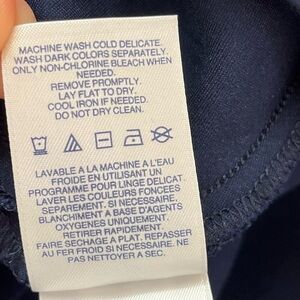 MACHINE WASH COLD DELICATE.
WASH DARK COLORS SEPARATELY.
ONLY NON-CHLORINE BLEACH WHEN
NEEDED.
REMOVE PROMPTLY.
LAY FLAT TO DRY.
COOL IRON IF NEEDED.
DO NOT DRY CLEAN.
LAVABLE A LA MACHINE A L'EAU
FROIDE EN UTILISANT UN
PROGRAMME POUR LINGE DELICAT.
LAVER LES COULEURS FONCEES
SEPAREMENT. SI NECESSAIRE,
BLANCHIMENT A BASE D'AGENTS
OXYGENES UNIQUEMENT.
RETIRER RAPIDEMENT.
FAIRE SECHAGE A PLAT. REPASSER
AU FER FROID SI NECESSAIRE. NE
PAS NETTOYER A SEC.